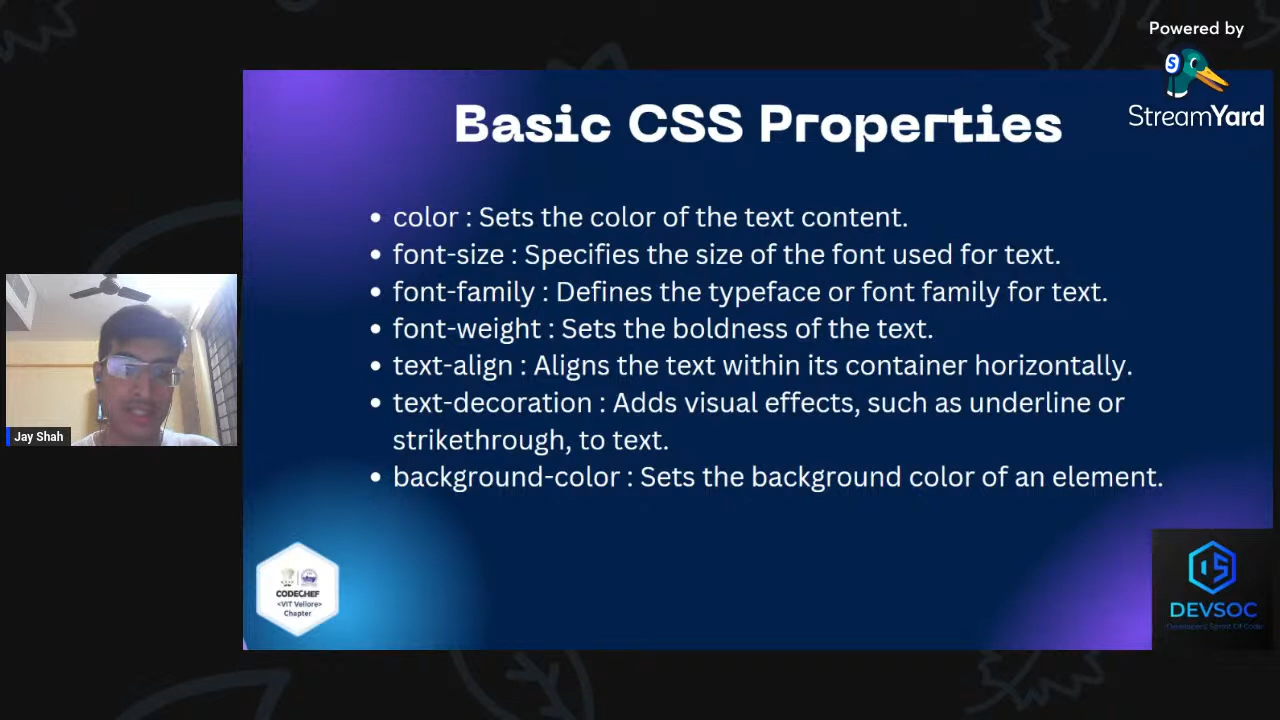 Powered by
StreamYard
Basic CSS Properties
• color : Sets the color of the text content.
• font-size : Specifies the size of the font used for text.
• font-family : Defines the typeface or font family for text.
• font-weight : Sets the boldness of the text.
• text-align : Aligns the text within its container horizontally.
• text-decoration : Adds visual effects, such as underline or
strikethrough, to text.
• background-color : Sets the background color of an element.
Jay Shah
CODECHEF
<VIT Vellore>
Chapter
DEVSOC
Developers' Sprint Of Code